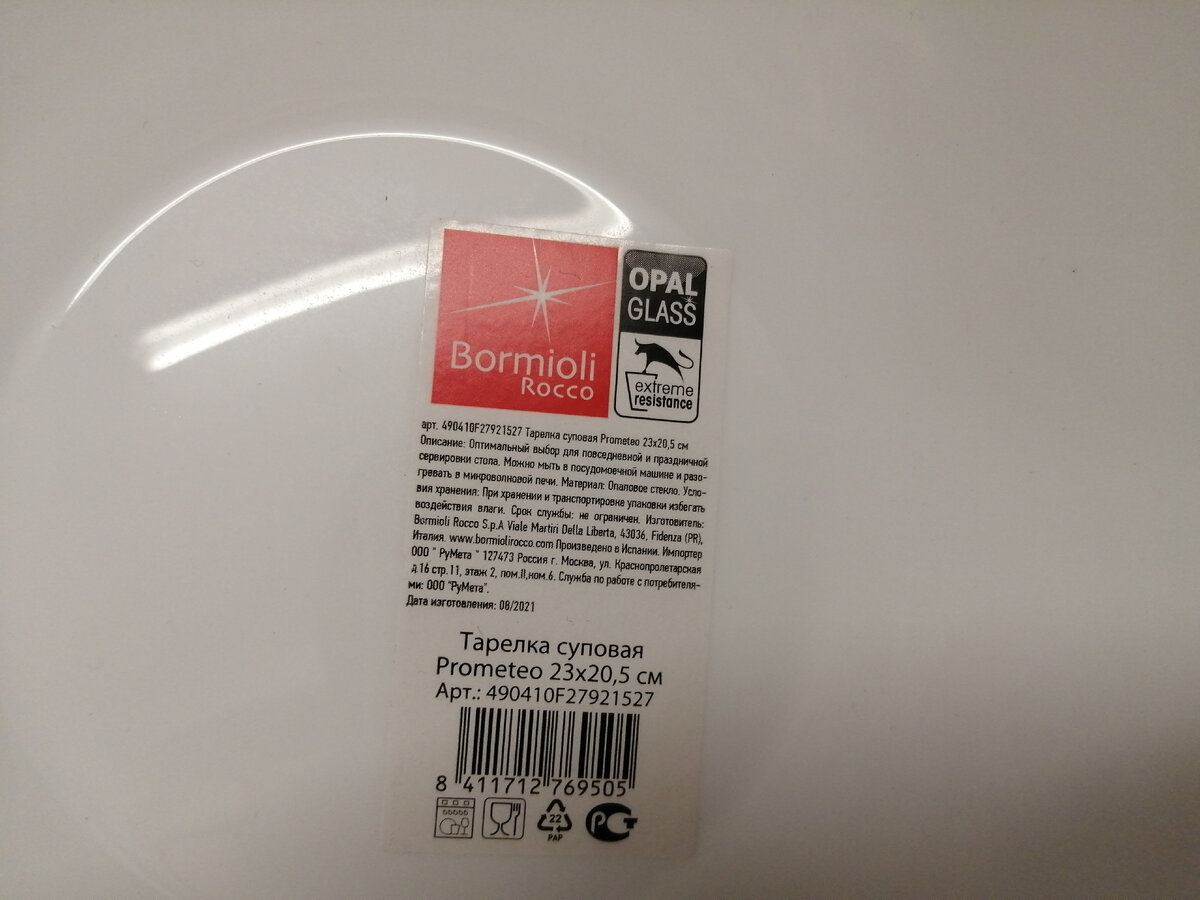 Bormioli
Rocco
OPAL
GLASS
extreme
resistance
арт. 490410F27921527 Тарелка суповая Prometeo 23x20,5 см
Описание: Оптимальный выбор для повседневной и праздничной
сервировки стола. Можно мыть в посудомоечной машине и разо-
гревать в микроволновой печи. Материал: Опаловое стекло. Усло-
вия хранения: При хранении и транспортировке упаковки избегать
воздействия влаги. Срок службы: не ограничен. Изготовитель:
Bormioli Rocco S.p.A Viale Martiri Della Liberta, 43036, Fidenza (PR),
Италия. www.bormiolirocco.com Произведено в Испании. Импортер
ООО " РуМета " 127473 Россия г. Москва, ул. Краснопролетарская
д.16 стр.11, этаж 2, пом.II,ком.6. Служба по работе с потребителя-
ми: ООО "РуМета".
Дата изготовления: 08/2021
Тарелка суповая
Prometeo 23x20,5 см
Арт.: 490410F27921527
8 411712 769505
22
PAP
РСТ